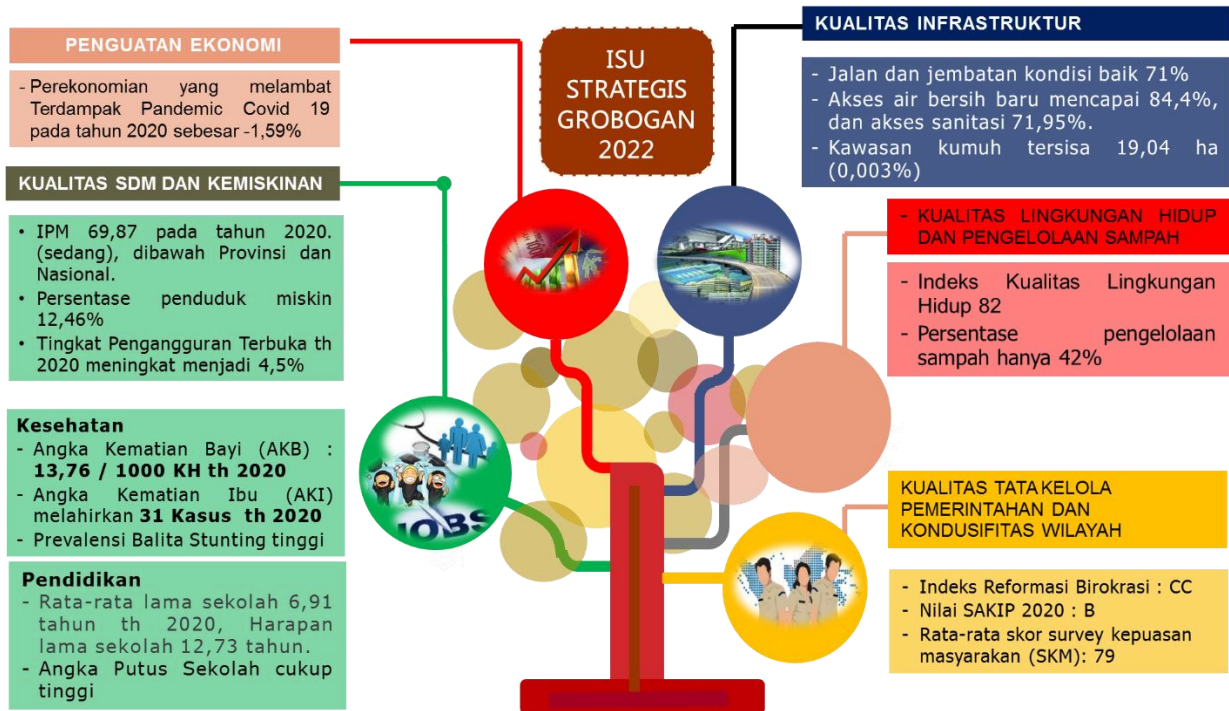 ISU
STRATEGIS
GROBOGAN
2022
PENGUATAN EKONOMI
- Perekonomian yang melambat
Terdampak Pandemic Covid 19
pada tahun 2020 sebesar -1,59%
KUALITAS SDM DAN KEMISKINAN
• IPM 69,87 pada tahun 2020.
(sedang), dibawah Provinsi dan
Nasional.
• Persentase penduduk miskin
12,46%
• Tingkat Pengangguran Terbuka th
2020 meningkat menjadi 4,5%
Kesehatan
- Angka Kematian Bayi (AKB) :
13,76 / 1000 KH th 2020
- Angka Kematian Ibu (AKI)
melahirkan 31 Kasus th 2020
- Prevalensi Balita Stunting tinggi
Pendidikan
- Rata-rata lama sekolah 6,91
tahun th 2020, Harapan
lama sekolah 12,73 tahun.
- Angka Putus Sekolah cukup
tinggi
JOBS
KUALITAS INFRASTRUKTUR
- Jalan dan jembatan kondisi baik 71%
- Akses air bersih baru mencapai 84,4%,
dan akses sanitasi 71,95%.
- Kawasan kumuh tersisa 19,04 ha
(0,003%)
- KUALITAS LINGKUNGAN HIDUP
DAN PENGELOLAAN SAMPAH
- Indeks Kualitas Lingkungan
Hidup 82
- Persentase pengelolaan
sampah hanya 42%
KUALITAS TATA KELOLA
PEMERINTAHAN DAN
KONDUSIFITAS WILAYAH
- Indeks Reformasi Birokrasi : CC
- Nilai SAKIP 2020 : B
- Rata-rata skor survey kepuasan
masyarakan (SKM): 79